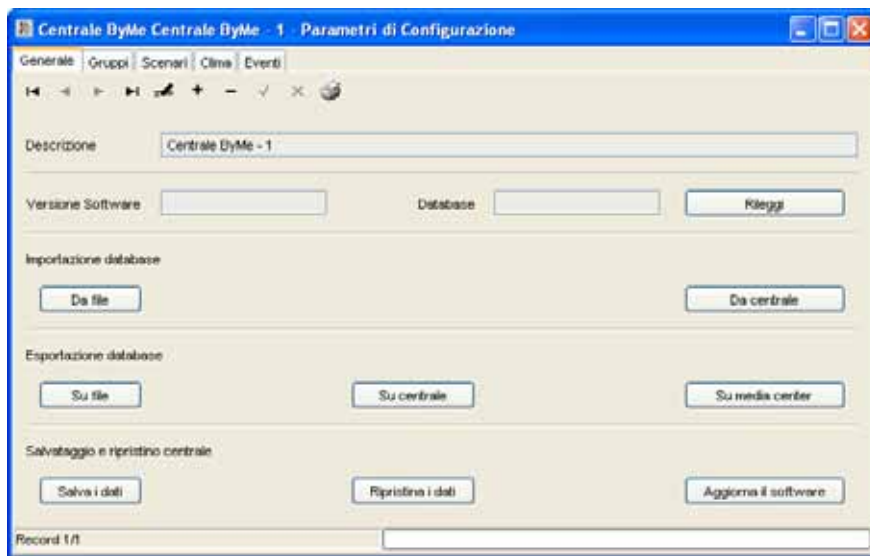 Centrale ByMe Centrale ByMe - 1 - Parametri di Configurazione
Generale Gruppi Scenari Clima Eventi
Descrizione Centrale ByMe - 1
Versione Software Database Rileggi
Importazione database
Da file Da centrale
Esportazione database
Su file Su centrale Su media center
Salvataggio e ripristino centrale
Salva i dati Ripristina i dati Aggiorna il software
Record 1/1